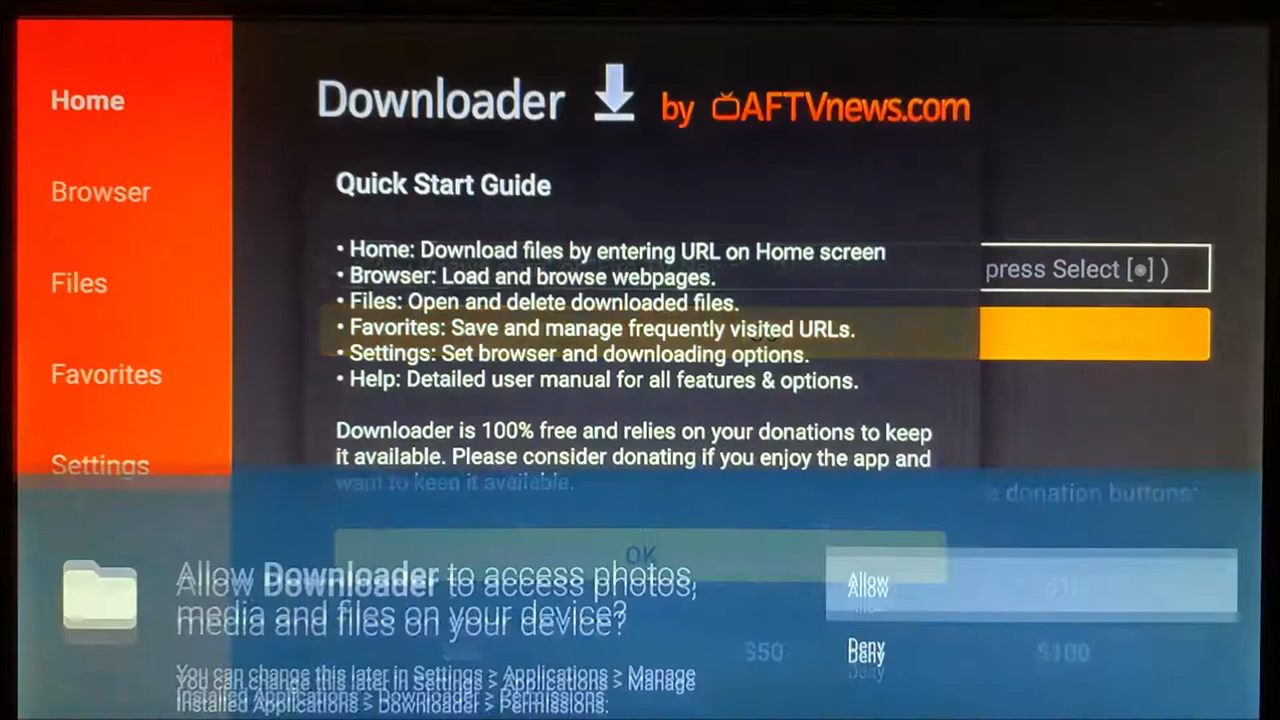 Home
Browser
Files
Favorites
Settings
Downloader by AFTVnews.com
Quick Start Guide
• Home: Download files by entering URL on Home screen
• Browser: Load and browse webpages.
• Files: Open and delete downloaded files.
• Favorites: Save and manage frequently visited URLs.
• Settings: Set browser and downloading options.
• Help: Detailed user manual for all features & options.
press Select [◉] )
Downloader is 100% free and relies on your donations to keep
it available. Please consider donating if you enjoy the app and
want to keep it available.
donation buttons:
OK
Allow Downloader to access photos,
media and files on your device?
You can change this later in Settings > Applications > Manage
Installed Applications > Downloader > Permissions.
Allow
Deny
$50
$100